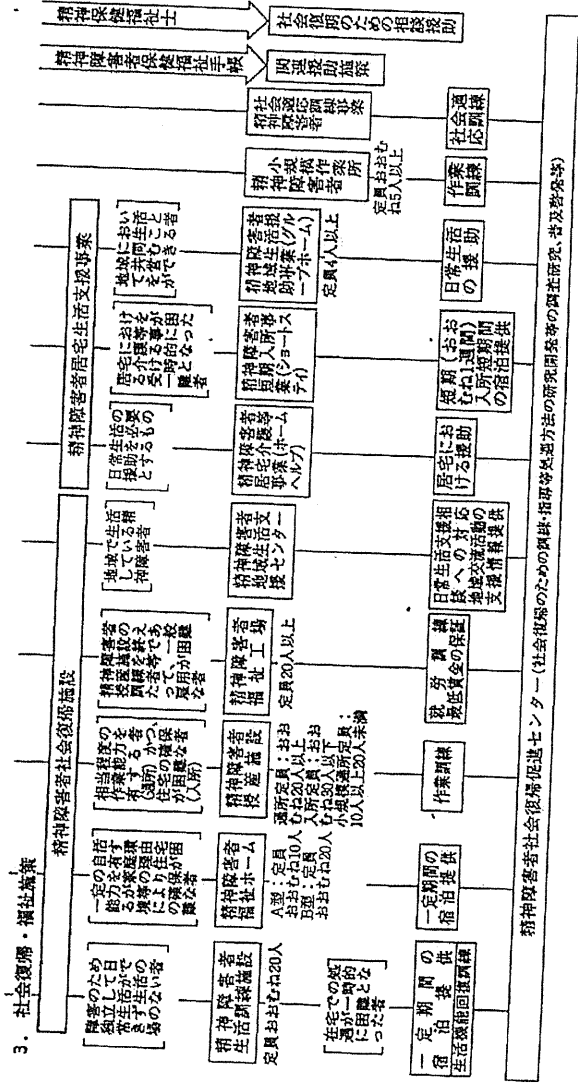 3. 社会復帰・福祉施策
精神障害者社会復帰施設
障害のため
独立して日
常生活がで
きず生活の
場のない者
精神障害者
生活訓練施設
定員おおむね20人
在宅での処
遇が一時的
に困難とな
った者
一定期間の
宿泊提供
生活機能回復訓練
一定の自活
能力を有す
るが家庭環
境等の理由
により住宅
の確保が困
難な者
精神障害者
福祉ホーム
A型：定員
おおむね10人
B型：定員
おおむね20人
一定期間の
宿泊提供
相当程度の
作業能力を
有する者
(通所)かつ、
住宅の確保
が困難な者
(入所)
精神障害者
授産施設
通所定員：おお
むね20人以上
入所定員：おお
むね30人以下
小規模通所定員：
10人以上20人未満
作業訓練
精神障害者
授産施設の
訓練を終え
た者等であ
って、一般
雇用が困難
な者
精神障害者
福祉工場
定員20人以上
就労訓練
最低賃金の保証
地域で生活
している精
神障害者
精神障害者
地域生活支
援センター
日常生活支援相
談への対応
地域交流活動の
支援情報提供
精神障害者居宅生活支援事業
日常生活の
援助を必要
とするもの
精神障害者
居宅介護等
事業(ホーム
ヘルプ)
居宅にお
ける援助
居宅におけ
る介護等を
受ける事が
一時的に困
難となった
者
精神障害者
短期入所事
業(ショートス
テイ)
短期(おお
むね1週間)
入所短期間
の宿泊提供
地域におい
て共同生活
を営むこと
ができる者
精神障害者
地域生活援
助事業(グル
ープホーム)
定員4人以上
日常生活
の援助
精神障害者
小規模作業所
定員おおむ
ね5人以上
作業
訓練
精神障害者
社会適応訓練事業
社会適
応訓練
精神障害者保健福祉手帳
関連援助施策
精神保健福祉士
社会復帰のための相談援助
精神障害者社会復帰促進センター(社会復帰のための訓練・指導等処遇方法の研究開発等の調査研究、普及啓発等)